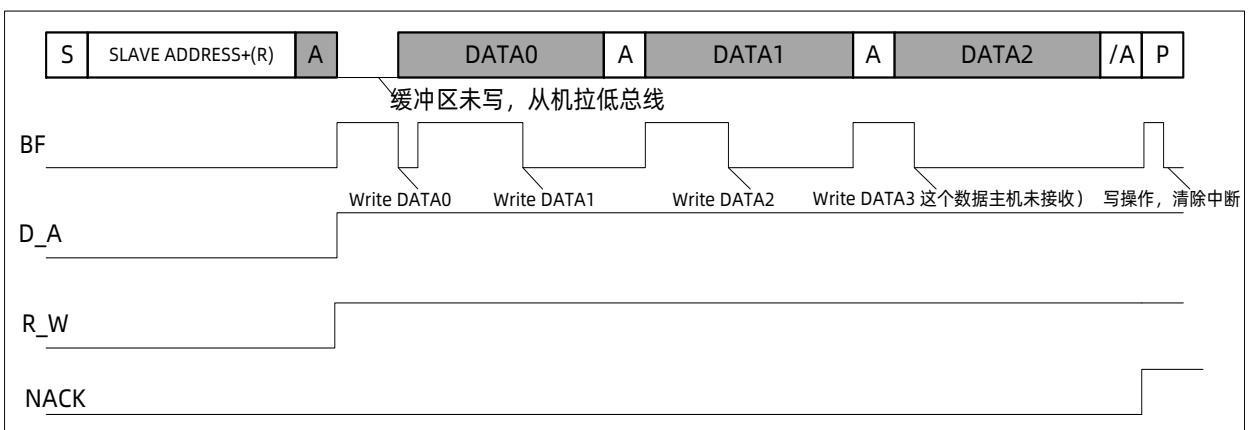 S SLAVE ADDRESS+(R) A DATA0 A DATA1 A DATA2 /A P
缓冲区未写，从机拉低总线
BF
Write DATA0 Write DATA1 Write DATA2 Write DATA3 这个数据主机未接收） 写操作，清除中断
D_A
R_W
NACK